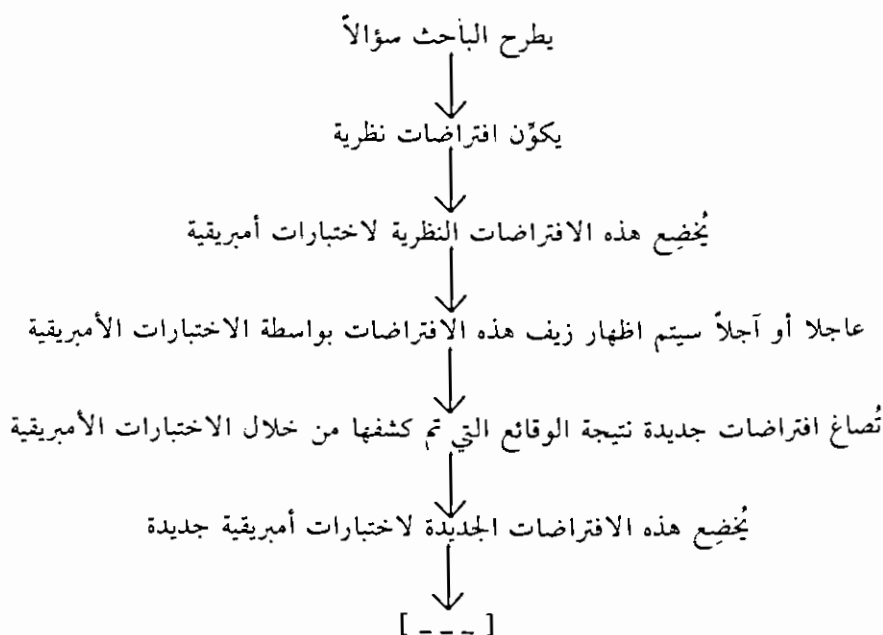 يطرح الباحث سؤالاً
يكوِّن افتراضات نظرية
يُخضِع هذه الافتراضات النظرية لاختبارات أمبريقية
عاجلا أو آجلاً سيتم اظهار زيف هذه الافتراضات بواسطة الاختبارات الأمبريقية
تُصاغ افتراضات جديدة نتيجة الوقائع التي تم كشفها من خلال الاختبارات الأمبريقية
يُخضِع هذه الافتراضات الجديدة لاختبارات أمبريقية جديدة
[ - - - ]